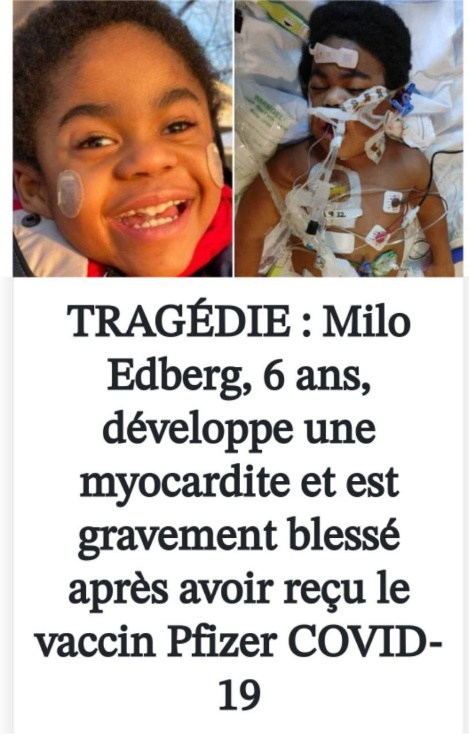 TRAGÉDIE : Milo
Edberg, 6 ans,
développe une
myocardite et est
gravement blessé
après avoir reçu le
vaccin Pfizer COVID-
19